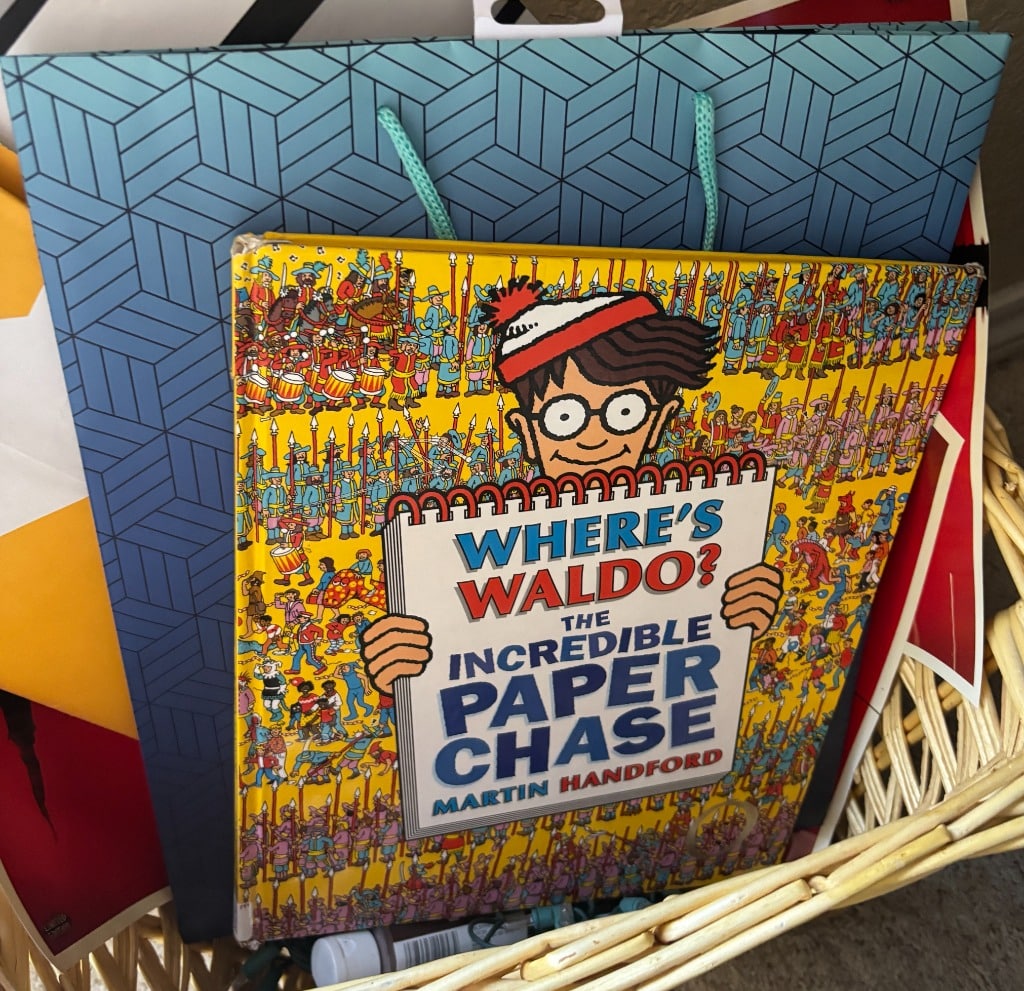 WHERE'S
WALDO?
THE
INCREDIBLE
PAPER
CHASE
MARTIN HANDFORD